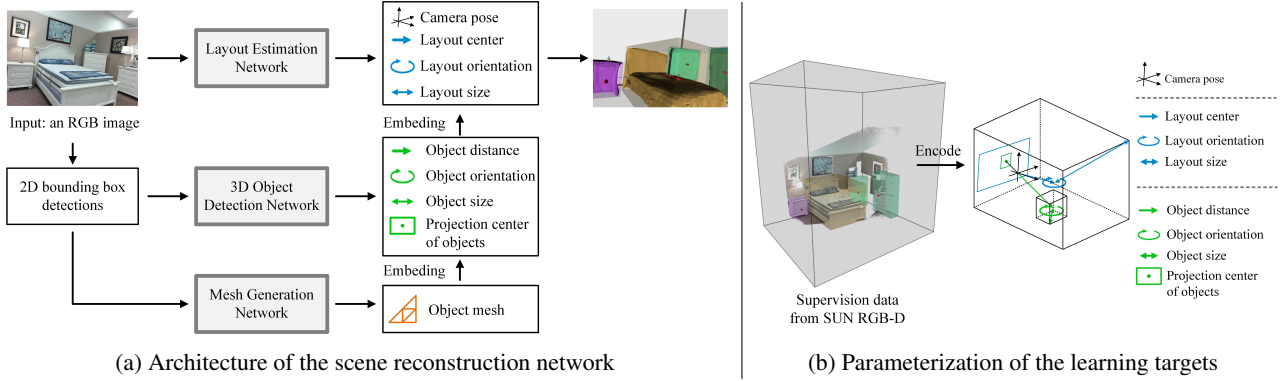 Input: an RGB image
2D bounding box
detections
Layout Estimation
Network
3D Object
Detection Network
Mesh Generation
Network
Camera pose
Layout center
Layout orientation
Layout size
Embeding
Object distance
Object orientation
Object size
Projection center
of objects
Embeding
Object mesh
(a) Architecture of the scene reconstruction network
Supervision data
from SUN RGB-D
Encode
Camera pose
Layout center
Layout orientation
Layout size
Object distance
Object orientation
Object size
Projection center
of objects
(b) Parameterization of the learning targets